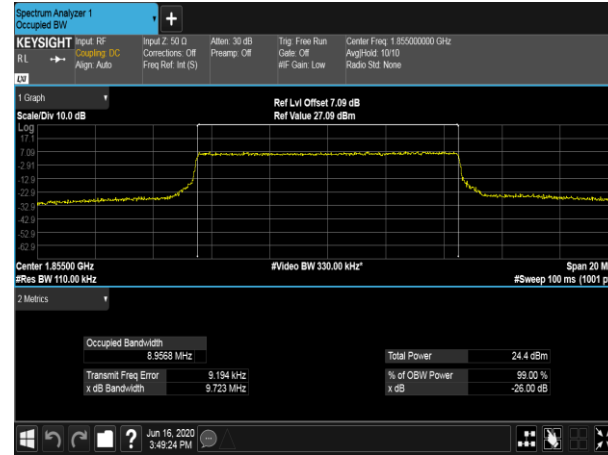 Spectrum Analyzer 1
Occupied BW
+
KEYSIGHT
Input: RF
Coupling: DC
Align: Auto
Input Z: 50 Ω
Corrections: Off
Freq Ref: Int (S)
Atten: 30 dB
Preamp: Off
Trig: Free Run
Gate: Off
#IF Gain: Low
Center Freq: 1.855000000 GHz
Avg|Hold: 10/10
Radio Std: None
RL
LXI
1 Graph
Scale/Div 10.0 dB
Ref Lvl Offset 7.09 dB
Ref Value 27.09 dBm
Log
17.1
7.09
-2.91
-12.9
-22.9
-32.9
-42.9
-52.9
-62.9
Center 1.85500 GHz
#Res BW 110.00 kHz
#Video BW 330.00 kHz*
Span 20 M
#Sweep 100 ms (1001 p
2 Metrics
Occupied Bandwidth
8.9568 MHz
Total Power 24.4 dBm
Transmit Freq Error 9.194 kHz
% of OBW Power 99.00 %
x dB Bandwidth 9.723 MHz
x dB -26.00 dB
?
Jun 16, 2020
3:49:24 PM